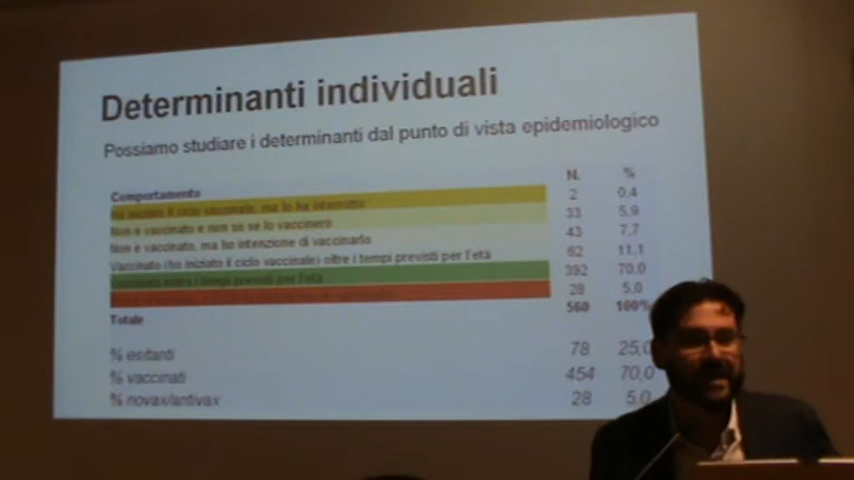 Determinanti individuali
Possiamo studiare i determinanti dal punto di vista epidemiologico
Comportamento N. %
Ha iniziato il ciclo vaccinale, ma lo ha interrotto 2 0,4
Non è vaccinato e non so se lo vaccinerò 33 5,9
Non è vaccinato, ma ho intenzione di vaccinarlo 43 7,7
Vaccinato (ho iniziato il ciclo vaccinale) oltre i tempi previsti per l'età 62 11,1
Vaccinato entro i tempi previsti per l'età 392 70,0
28 5,0
Totale 560 100%
% esitanti 78 25,0
% vaccinati 454 70,0
% novax/antivax 28 5,0